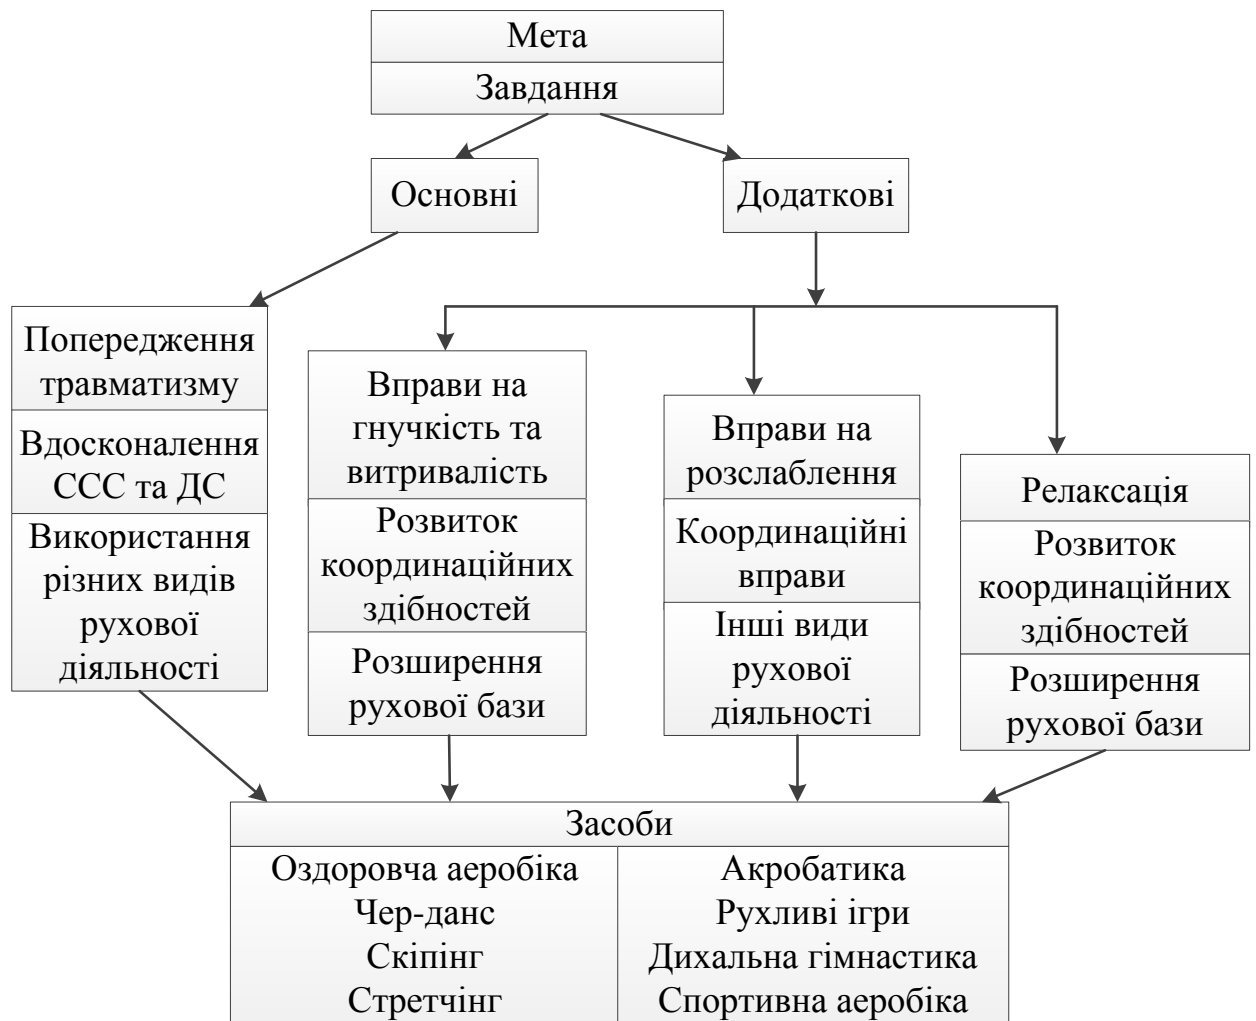 Мета
Завдання
Основні
Додаткові
Попередження
травматизму
Вдосконалення
ССС та ДС
Використання
різних видів
рухової
діяльності
Вправи на
гнучкість та
витривалість
Розвиток
координаційних
здібностей
Розширення
рухової бази
Вправи на
розслаблення
Координаційні
вправи
Інші види
рухової
діяльності
Релаксація
Розвиток
координаційних
здібностей
Розширення
рухової бази
Засоби
Оздоровча аеробіка
Чер-данс
Скіпінг
Стретчінг
Акробатика
Рухливі ігри
Дихальна гімнастика
Спортивна аеробіка